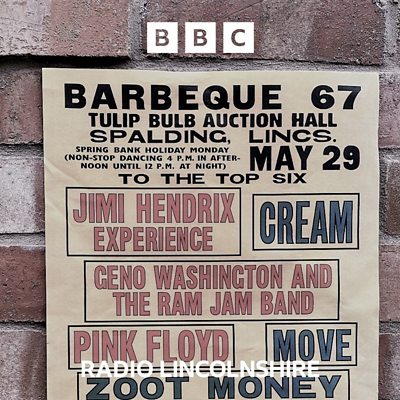 BBC
BARBEQUE 67
TULIP BULB AUCTION HALL
SPALDING, LINCS.
SPRING BANK HOLIDAY MONDAY
(NON-STOP DANCING 4 P.M. IN AFTER-
NOON UNTIL 12 P.M. AT NIGHT)
MAY 29
TO THE TOP SIX
JIMI HENDRIX
EXPERIENCE
CREAM
GENO WASHINGTON AND
THE RAM JAM BAND
PINK FLOYD
MOVE
RADIO LINCOLNSHIRE
ZOOT MONEY